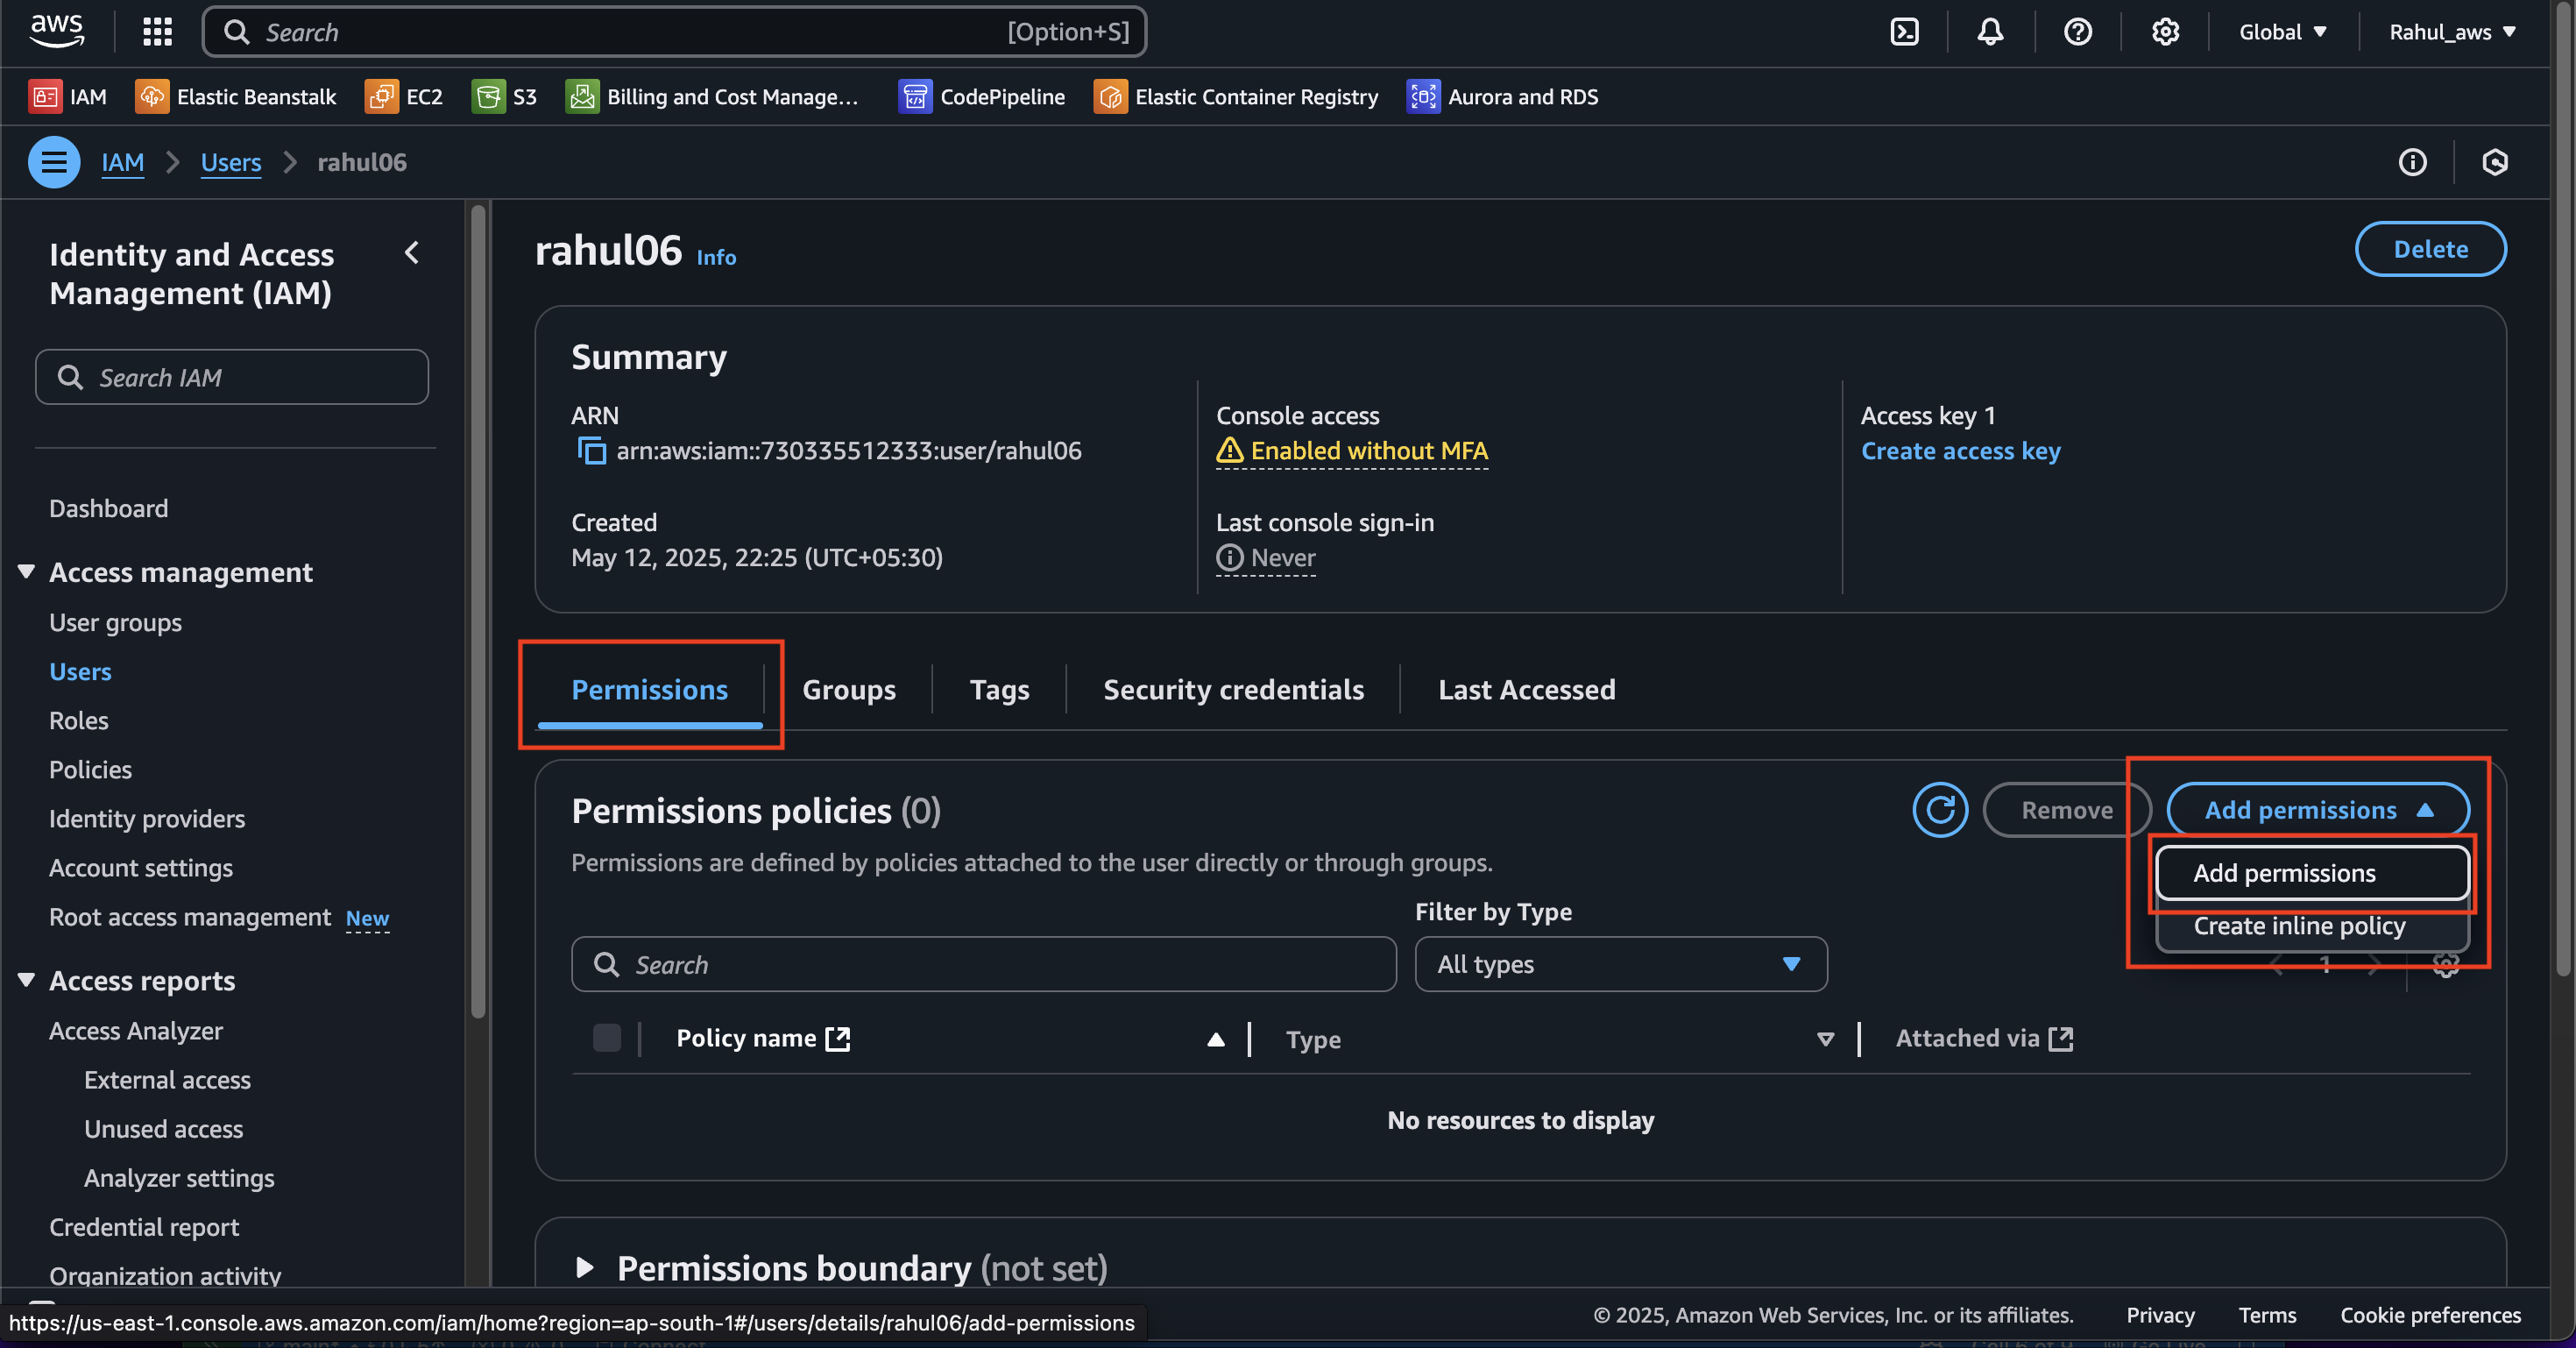 aws
Search [Option+S]
Global
Rahul_aws
IAM
Elastic Beanstalk
EC2
S3
Billing and Cost Manage...
CodePipeline
Elastic Container Registry
Aurora and RDS
IAM
Users
rahul06
Identity and Access
Management (IAM)
Search IAM
Dashboard
Access management
User groups
Users
Roles
Policies
Identity providers
Account settings
Root access management New
Access reports
Access Analyzer
External access
Unused access
Analyzer settings
Credential report
Organization activity
rahul06 Info
Delete
Summary
ARN
arn:aws:iam::730335512333:user/rahul06
Created
May 12, 2025, 22:25 (UTC+05:30)
Console access
Enabled without MFA
Last console sign-in
Never
Access key 1
Create access key
Permissions
Groups
Tags
Security credentials
Last Accessed
Permissions policies (0)
Remove
Add permissions
Add permissions
Create inline policy
Permissions are defined by policies attached to the user directly or through groups.
Filter by Type
Search
All types
1
Policy name
Type
Attached via
No resources to display
Permissions boundary (not set)
https://us-east-1.console.aws.amazon.com/iam/home?region=ap-south-1#/users/details/rahul06/add-permissions
© 2025, Amazon Web Services, Inc. or its affiliates.
Privacy
Terms
Cookie preferences